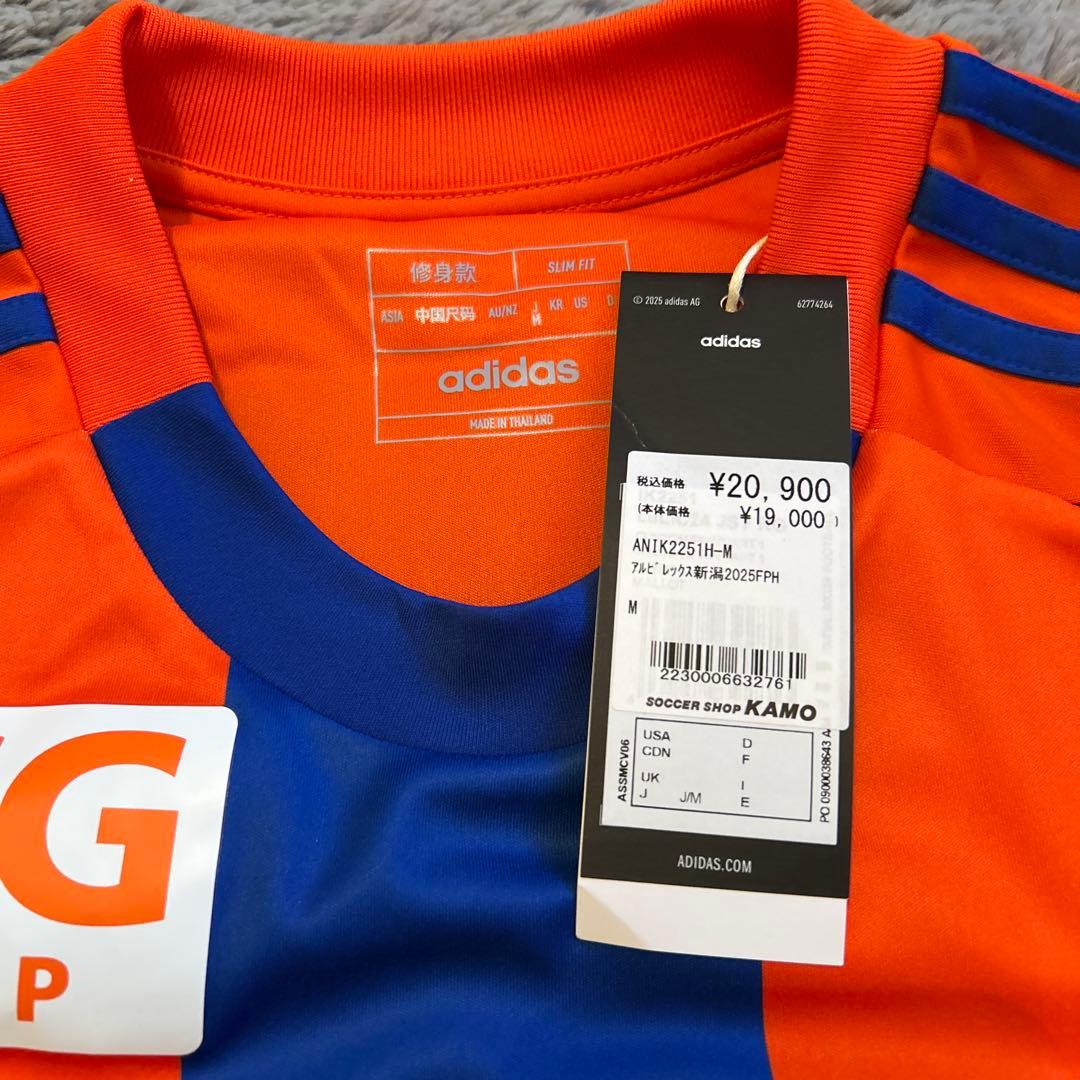 修身款 SLIM FIT
ASIA 中国尺码 AU/NZ J KR US D
M
adidas
MADE IN THAILAND
© 2025 adidas AG 62774264
adidas
税込価格 ¥20,900
(本体価格 ¥19,000 )
ANIK2251H-M
アルビレックス新潟2025FPH
M
2230006632761
SOCCER SHOP KAMO
ASSMCV06
USA D
CDN F
UK I
J J/M E
PO 0900038643
ADIDAS.COM
G
P